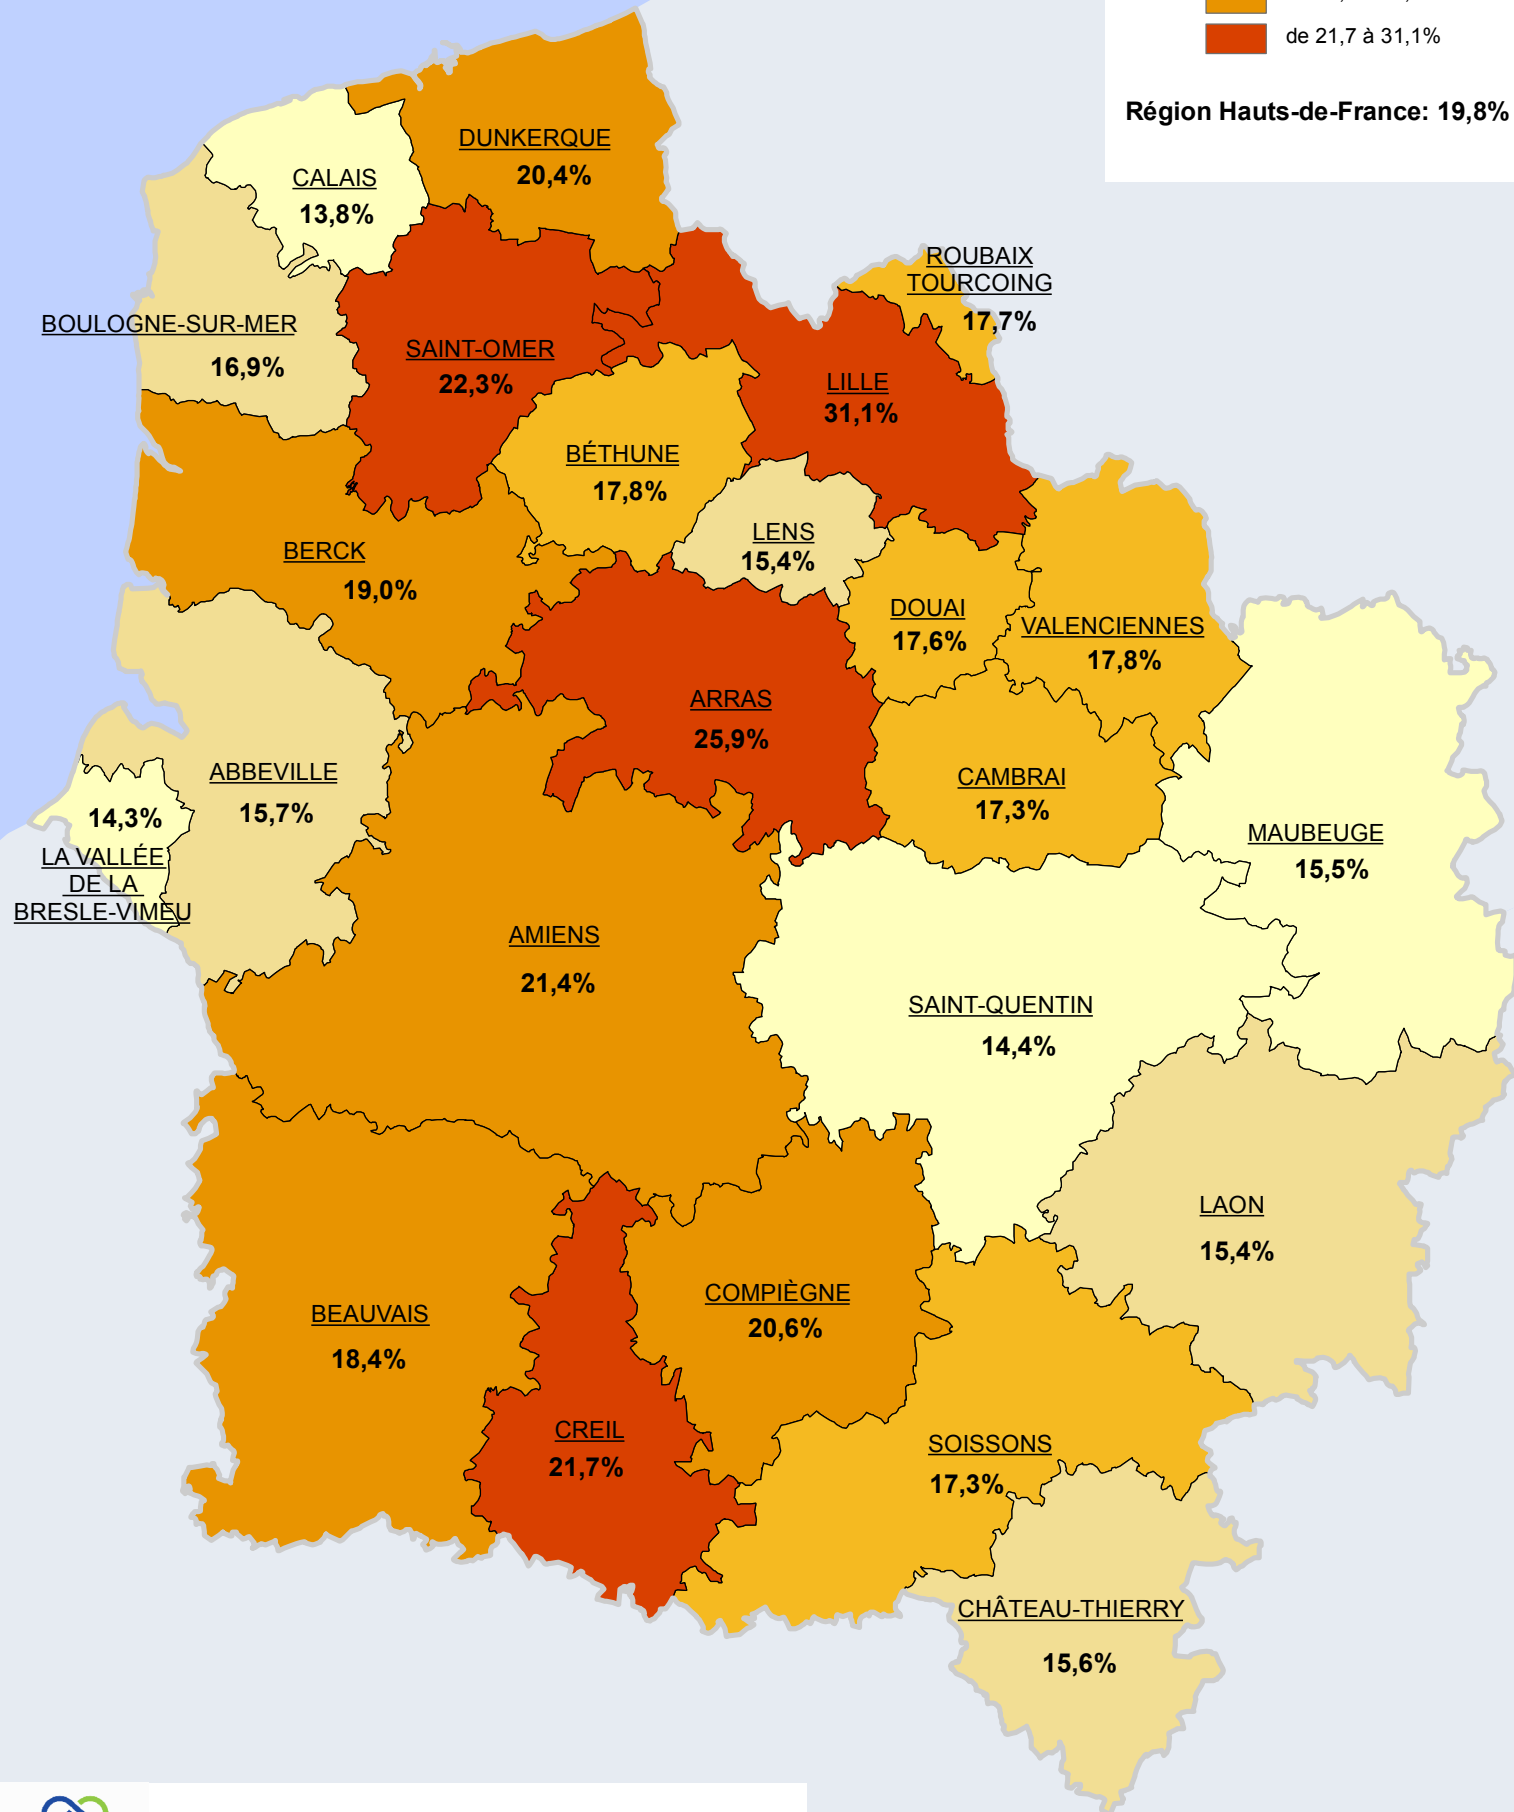 de 21,7 à 31,1%
Région Hauts-de-France: 19,8%
DUNKERQUE
20,4%
CALAIS
13,8%
ROUBAIX
TOURCOING
17,7%
BOULOGNE-SUR-MER
16,9%
SAINT-OMER
22,3%
LILLE
31,1%
BÉTHUNE
17,8%
LENS
15,4%
BERCK
19,0%
DOUAI
17,6%
VALENCIENNES
17,8%
ARRAS
25,9%
ABBEVILLE
15,7%
CAMBRAI
17,3%
14,3%
LA VALLÉE
DE LA
BRESLE-VIMEU
MAUBEUGE
15,5%
AMIENS
21,4%
SAINT-QUENTIN
14,4%
LAON
15,4%
COMPIÈGNE
20,6%
BEAUVAIS
18,4%
CREIL
21,7%
SOISSONS
17,3%
CHÂTEAU-THIERRY
15,6%